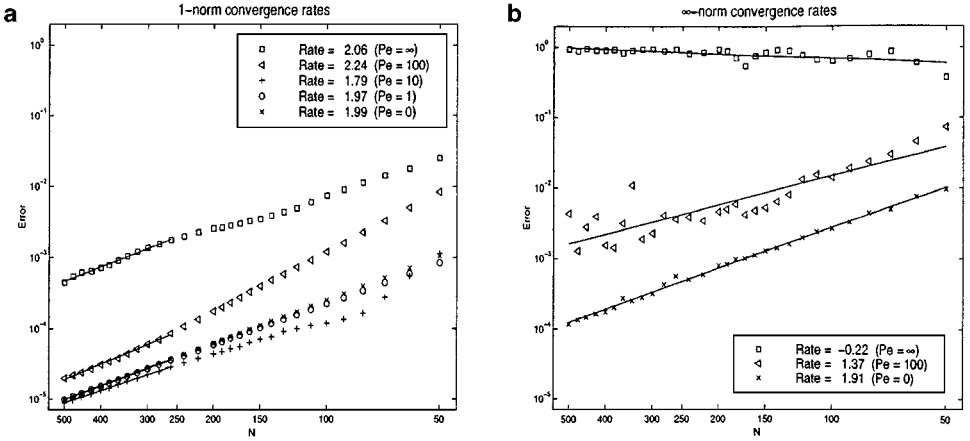 a
1-norm convergence rates
10^0
10^-1
10^-2
10^-3
10^-4
10^-5
Error
Rate = 2.06 (Pe = ∞)
Rate = 2.24 (Pe = 100)
Rate = 1.79 (Pe = 10)
Rate = 1.97 (Pe = 1)
Rate = 1.99 (Pe = 0)
500 400 300 250 200 150 100 50
N
b
∞-norm convergence rates
10^0
10^-1
10^-2
10^-3
10^-4
10^-5
Error
Rate = -0.22 (Pe = ∞)
Rate = 1.37 (Pe = 100)
Rate = 1.91 (Pe = 0)
500 400 300 250 200 150 100 50
N